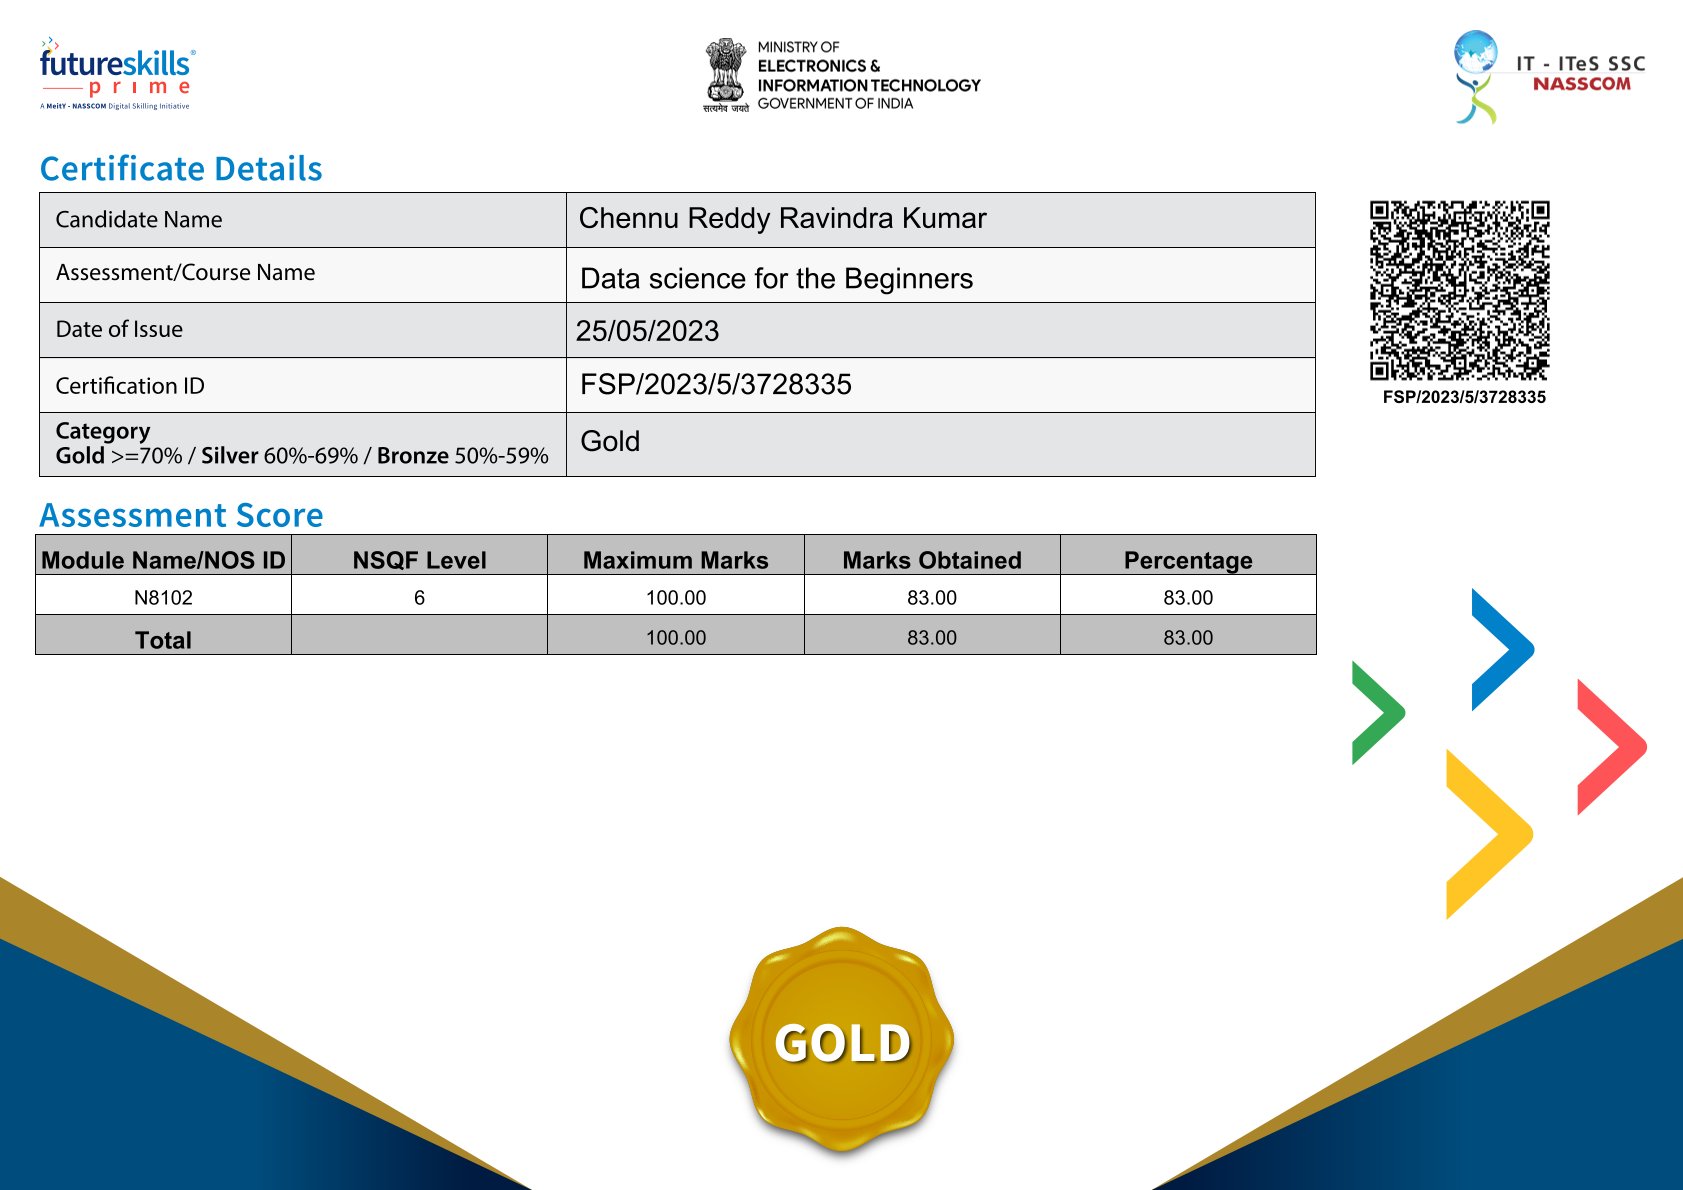 futureskills®
prime
A MeitY - NASSCOM Digital Skilling Initiative
सत्यमेव जयते
MINISTRY OF
ELECTRONICS &
INFORMATION TECHNOLOGY
GOVERNMENT OF INDIA
IT - ITeS SSC
NASSCOM
Certificate Details
Candidate Name Chennu Reddy Ravindra Kumar
Assessment/Course Name Data science for the Beginners
Date of Issue 25/05/2023
Certification ID FSP/2023/5/3728335
Category
Gold >=70% / Silver 60%-69% / Bronze 50%-59% Gold
FSP/2023/5/3728335
Assessment Score
Module Name/NOS ID NSQF Level Maximum Marks Marks Obtained Percentage
N8102 6 100.00 83.00 83.00
Total 100.00 83.00 83.00
GOLD